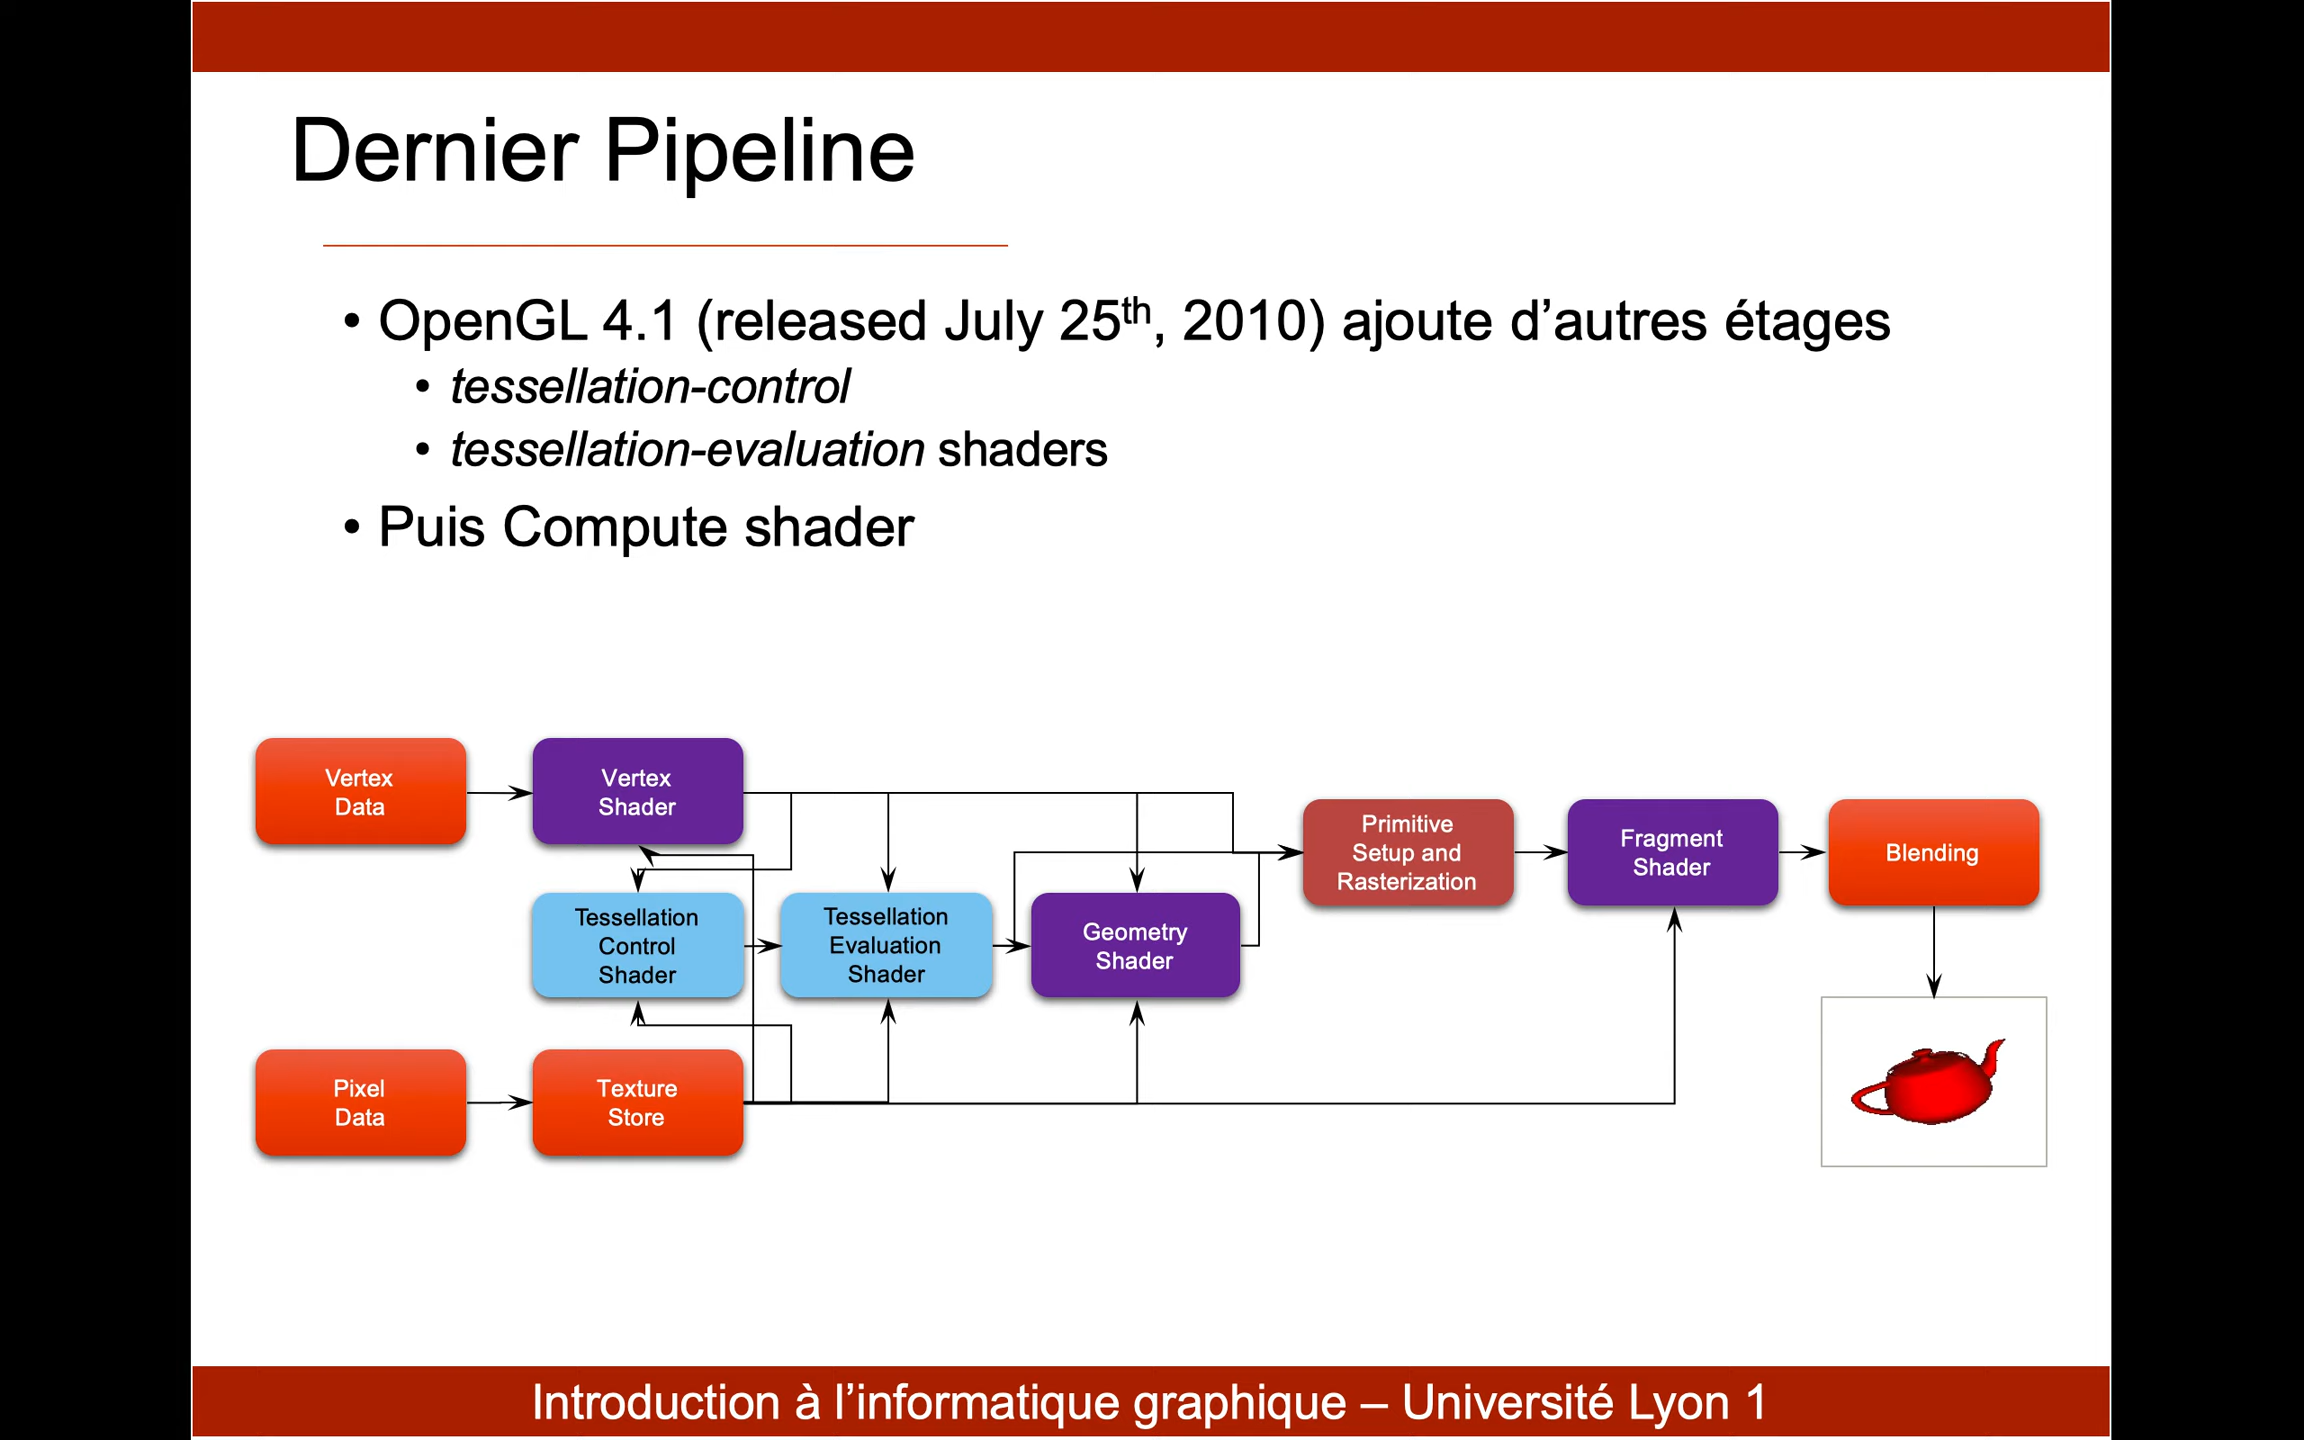 Dernier Pipeline
• OpenGL 4.1 (released July 25th, 2010) ajoute d’autres étages
• tessellation-control
• tessellation-evaluation shaders
• Puis Compute shader
Vertex
Data
Vertex
Shader
Primitive
Setup and
Rasterization
Fragment
Shader
Blending
Tessellation
Control
Shader
Tessellation
Evaluation
Shader
Geometry
Shader
Pixel
Data
Texture
Store
Introduction à l’informatique graphique – Université Lyon 1